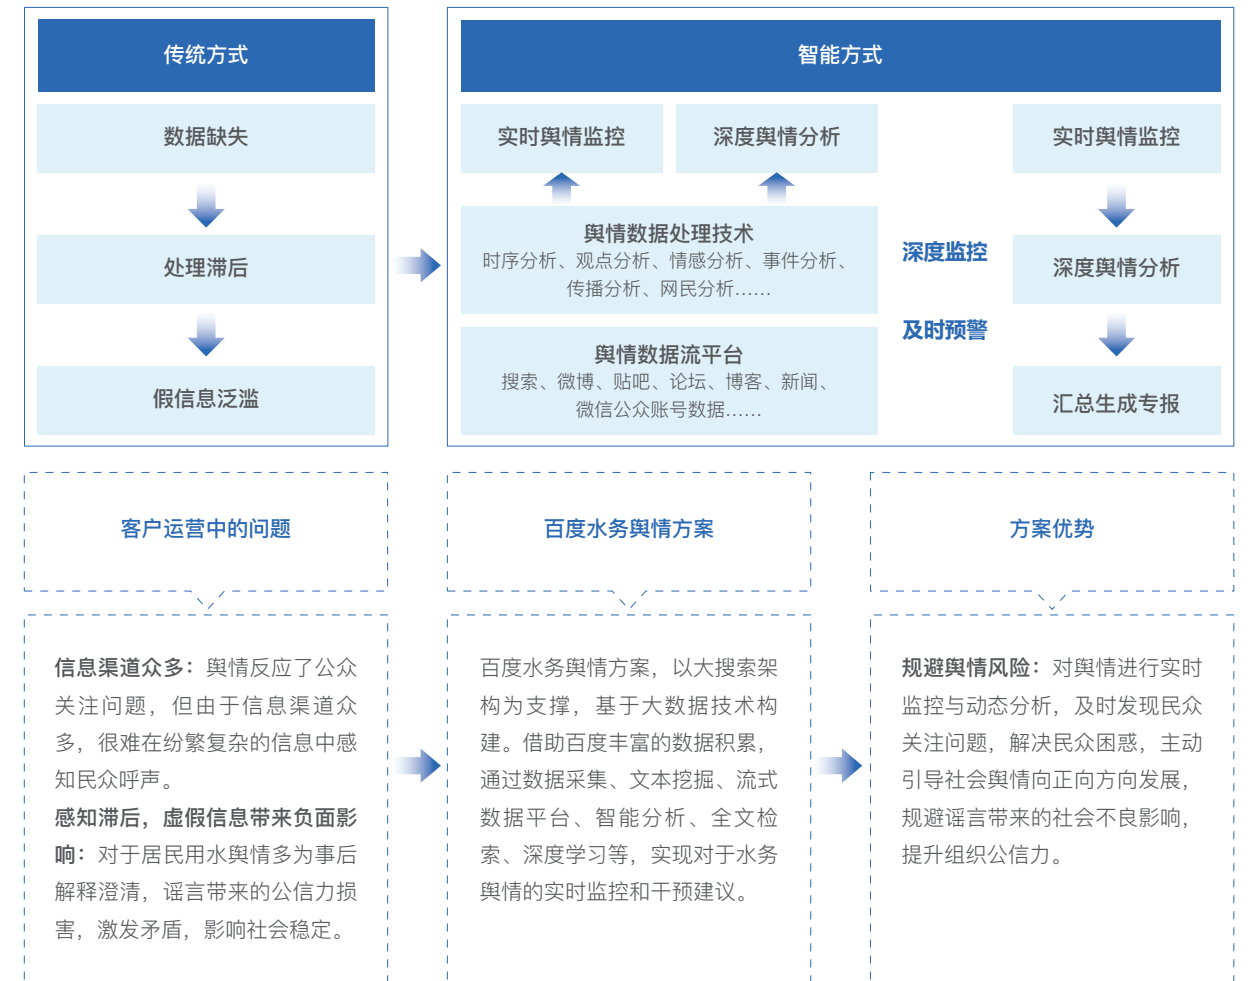 传统方式
数据缺失
处理滞后
假信息泛滥
智能方式
实时舆情监控
深度舆情分析
舆情数据处理技术
时序分析、观点分析、情感分析、事件分析、
传播分析、网民分析……
舆情数据流平台
搜索、微博、贴吧、论坛、博客、新闻、
微信公众账号数据……
深度监控
及时预警
实时舆情监控
深度舆情分析
汇总生成专报
客户运营中的问题
信息渠道众多：舆情反应了公众
关注问题，但由于信息渠道众
多，很难在纷繁复杂的信息中感
知民众呼声。
感知滞后，虚假信息带来负面影
响：对于居民用水舆情多为事后
解释澄清，谣言带来的公信力损
害，激发矛盾，影响社会稳定。
百度水务舆情方案
百度水务舆情方案，以大搜索架
构为支撑，基于大数据技术构
建。借助百度丰富的数据积累，
通过数据采集、文本挖掘、流式
数据平台、智能分析、全文检
索、深度学习等，实现对于水务
舆情的实时监控和干预建议。
方案优势
规避舆情风险：对舆情进行实时
监控与动态分析，及时发现民众
关注问题，解决民众困惑，主动
引导社会舆情向正向方向发展，
规避谣言带来的社会不良影响，
提升组织公信力。